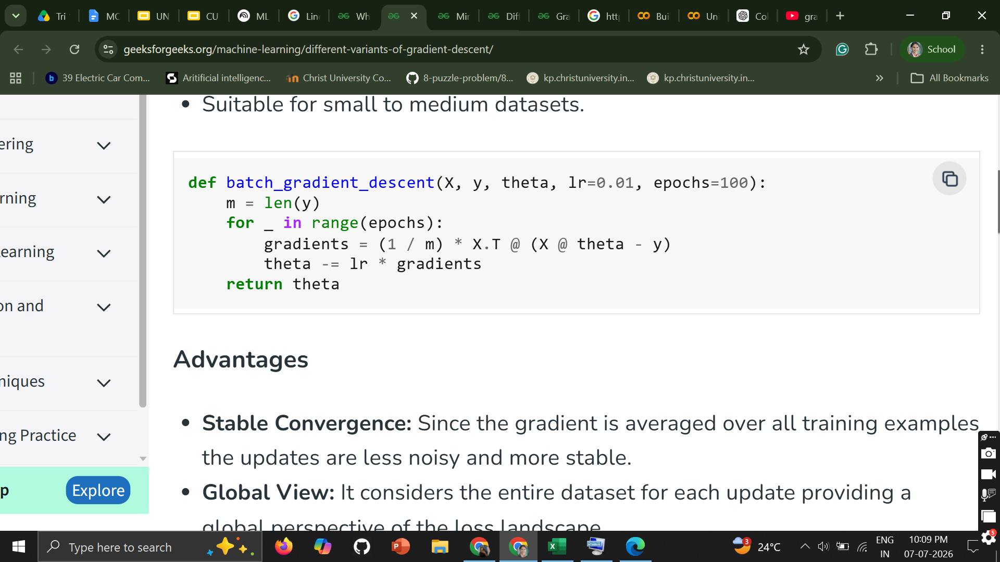 Tri
MC
UN
CU
ML
Lin
Wh
Mir
Diff
Gra
http
Buil
Uni
Co
gra
geeksforgeeks.org/machine-learning/different-variants-of-gradient-descent/
School
39 Electric Car Com...
Aritificial intelligenc...
Christ University Co...
8-puzzle-problem/8...
kp.christuniversity.in...
kp.christuniversity.in...
All Bookmarks
ering
rning
earning
on and
niques
ng Practice
p
Explore
• Suitable for small to medium datasets.
def batch_gradient_descent(X, y, theta, lr=0.01, epochs=100):
    m = len(y)
    for _ in range(epochs):
        gradients = (1 / m) * X.T @ (X @ theta - y)
        theta -= lr * gradients
    return theta
Advantages
• Stable Convergence: Since the gradient is averaged over all training examples
the updates are less noisy and more stable.
• Global View: It considers the entire dataset for each update providing a
global perspective of the loss landscape.
Type here to search
3
24°C
ENG
IN
10:09 PM
07-07-2026
5